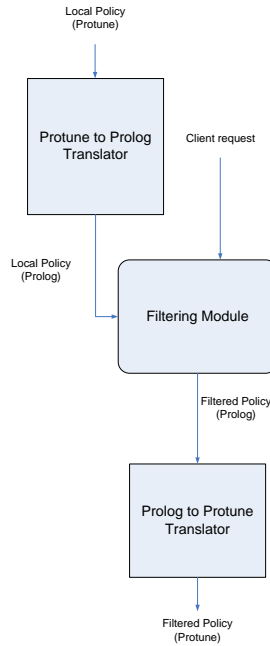 Local Policy
(Protune)
Protune to Prolog
Translator
Client request
Local Policy
(Prolog)
Filtering Module
Filtered Policy
(Prolog)
Prolog to Protune
Translator
Filtered Policy
(Protune)